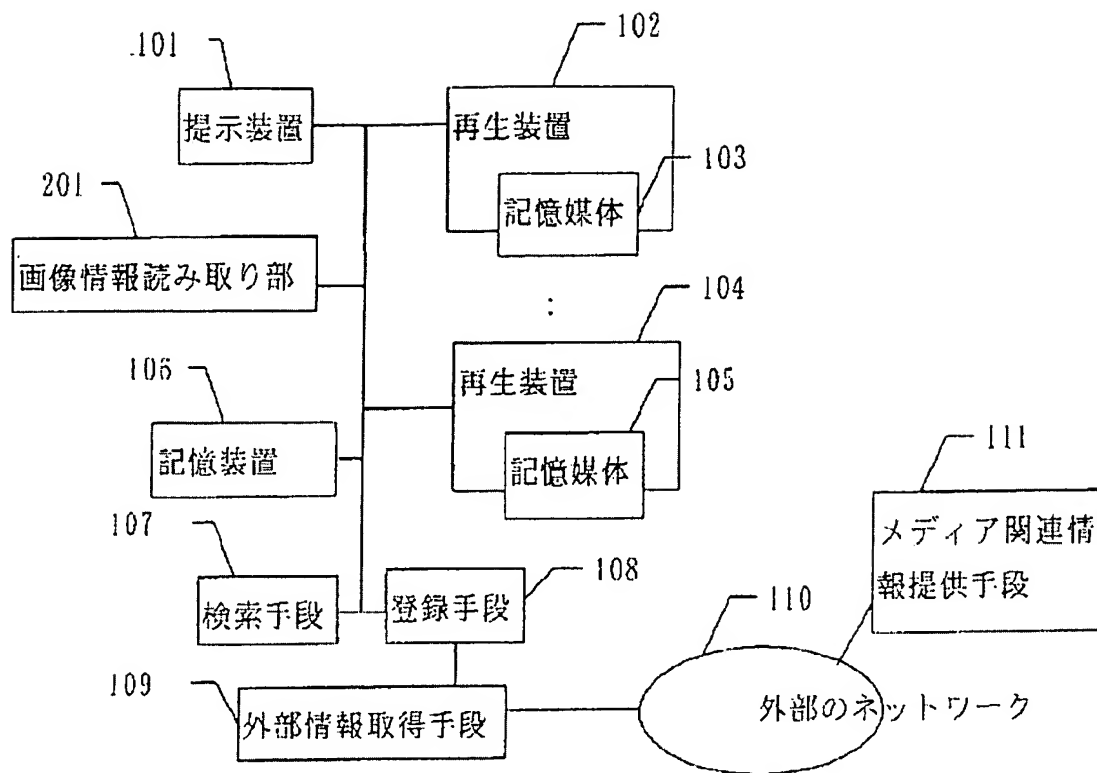 101
提示装置
102
再生装置
103
記憶媒体
201
画像情報読み取り部
:
104
再生装置
105
記憶媒体
106
記憶装置
107
検索手段
108
登録手段
109
外部情報取得手段
110
外部のネットワーク
111
メディア関連情
報提供手段